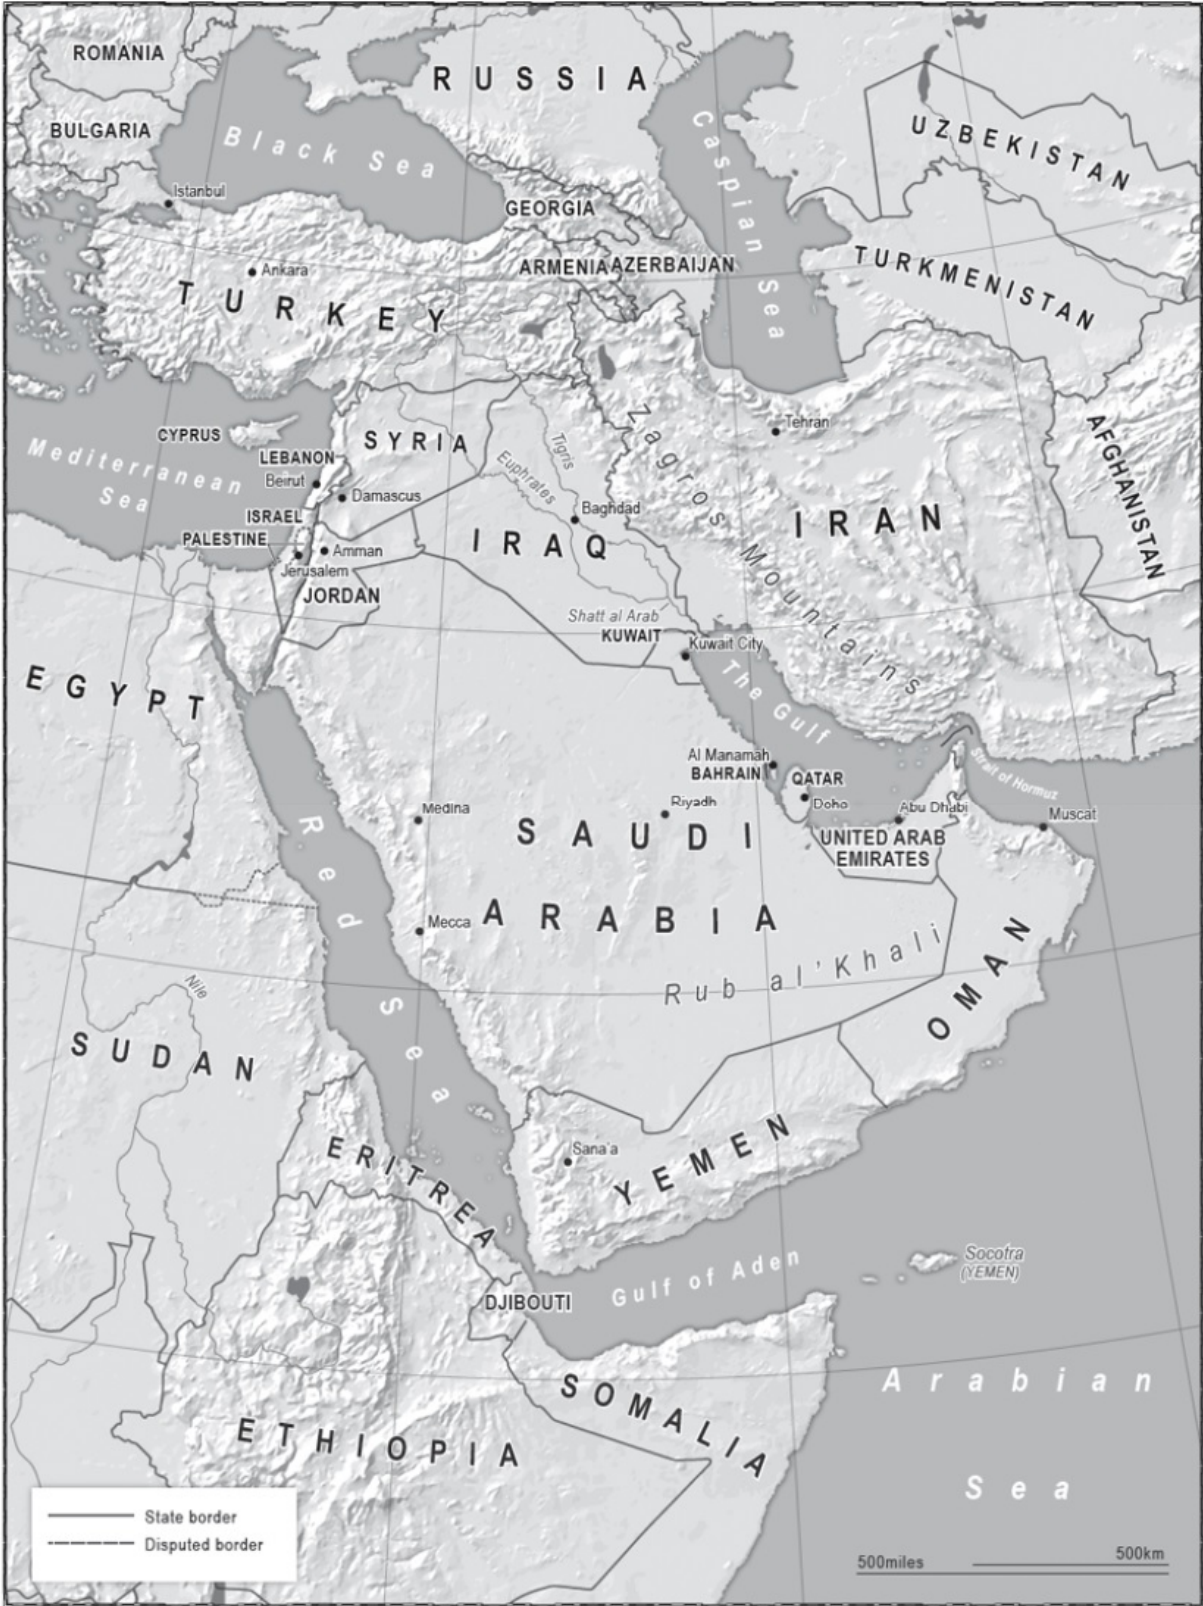 ROMANIA
RUSSIA
BULGARIA
Black Sea
Caspian Sea
UZBEKISTAN
Istanbul
GEORGIA
ARMENIA
AZERBAIJAN
TURKMENISTAN
Ankara
TURKEY
Tehran
CYPRUS
SYRIA
Tigris
Zagros Mountains
AFGHANISTAN
LEBANON
Mediterranean
Sea
Beirut
Euphrates
Damascus
Baghdad
ISRAEL
IRAN
PALESTINE
Amman
IRAQ
Jerusalem
JORDAN
Shatt al Arab
KUWAIT
Kuwait City
EGYPT
The Gulf
Al Manamah
BAHRAIN
QATAR
Strait of Hormuz
Medina
Riyadh
Doha
Abu Dhabi
Muscat
SAUDI
ARABIA
UNITED ARAB
EMIRATES
Red Sea
Mecca
Rub al'Khali
OMAN
Nile
SUDAN
ERITREA
Sana'a
YEMEN
Socotra
(YEMEN)
Gulf of Aden
DJIBOUTI
SOMALIA
Arabian
Sea
ETHIOPIA
State border
Disputed border
500miles
500km